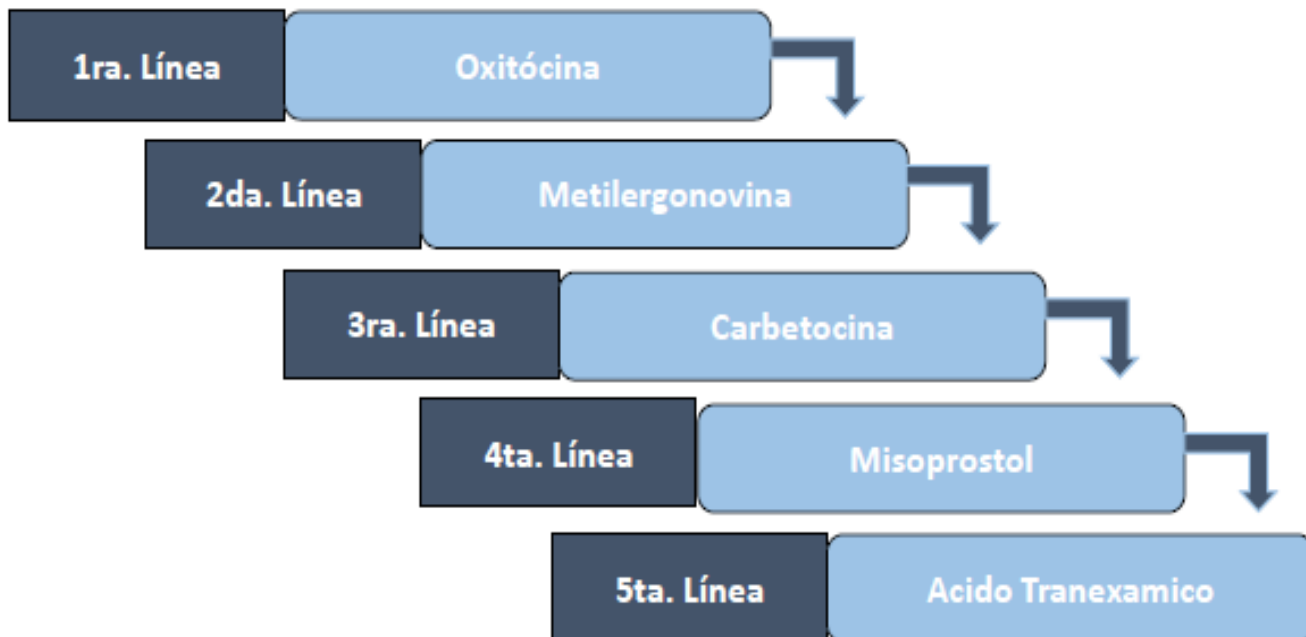 1ra. Línea
Oxitócina
2da. Línea
Metilergonovina
3ra. Línea
Carbetocina
4ta. Línea
Misoprostol
5ta. Línea
Acido Tranexamico